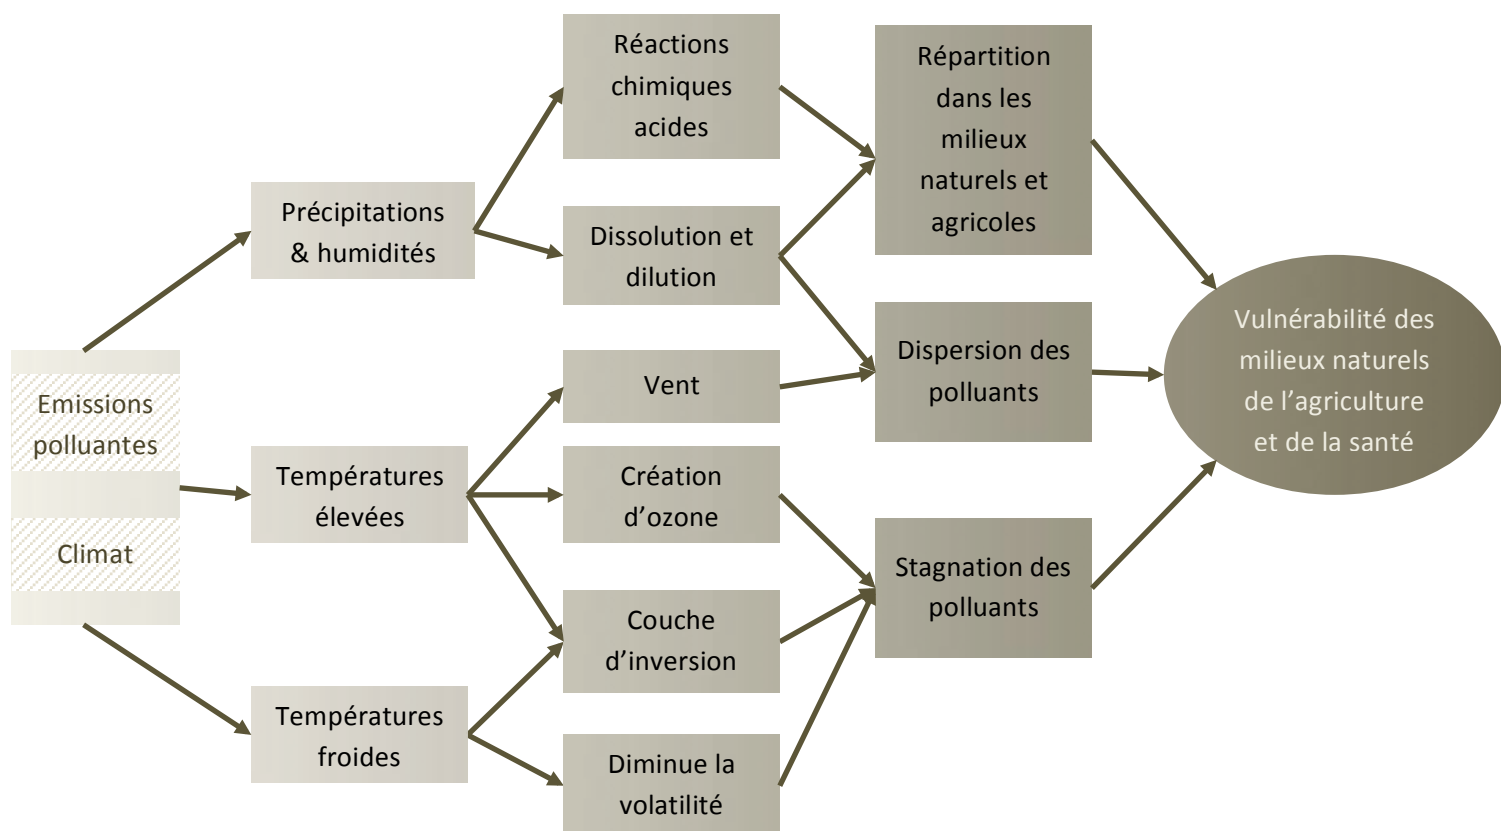 Emissions
polluantes
Climat
Précipitations
& humidités
Températures
élevées
Températures
froides
Réactions
chimiques
acides
Dissolution et
dilution
Vent
Création
d’ozone
Couche
d’inversion
Diminue la
volatilité
Répartition
dans les
milieux
naturels et
agricoles
Dispersion des
polluants
Stagnation des
polluants
Vulnérabilité des
milieux naturels
de l’agriculture
et de la santé